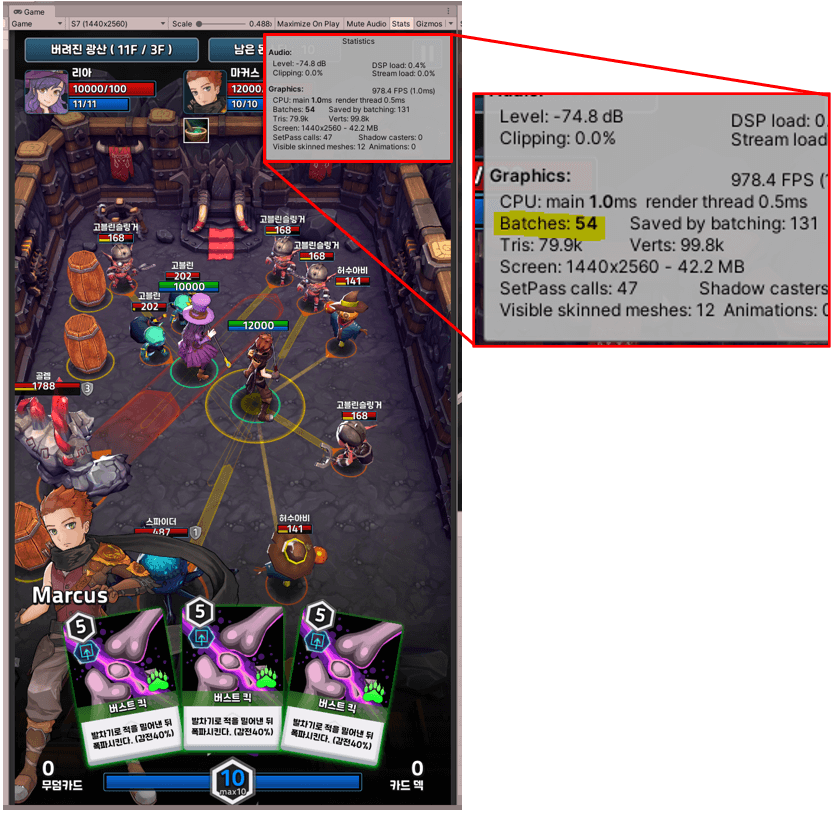 Game
Game S7 (1440x2560) Scale 0.488 Maximize On Play Mute Audio Stats Gizmos
버려진 광산 ( 11F / 3F )
남은 10
리아
10000/100
11/11
마커스
12000
10/10
Statistics
Audio:
Level: -74.8 dB DSP load: 0.4%
Clipping: 0.0% Stream load: 0.0%
Graphics: 978.4 FPS (1.0ms)
CPU: main 1.0ms render thread 0.5ms
Batches: 54 Saved by batching: 131
Tris: 79.9k Verts: 99.8k
Screen: 1440x2560 - 42.2 MB
SetPass calls: 47 Shadow casters: 0
Visible skinned meshes: 12 Animations: 0
Level: -74.8 dB DSP load: 0.
Clipping: 0.0% Stream load
Graphics: 978.4 FPS (
CPU: main 1.0ms render thread 0.5ms
Batches: 54 Saved by batching: 131
Tris: 79.9k Verts: 99.8k
Screen: 1440x2560 - 42.2 MB
SetPass calls: 47 Shadow casters
Visible skinned meshes: 12 Animations: 0
고블린슬링거
168
고블린슬링거
168
고블린슬링거
168
고블린
202
10000
허수아비
141
고블린
202
12000
골렘
1788 3
고블린슬링거
168
스파이더
487 1
허수아비
141
Marcus
5
5
5
버스트 킥
버스트 킥
버스트 킥
발차기로 적을 밀어낸 뒤
폭파시킨다. (감전40%)
발차기로 적을 밀어낸 뒤
폭파시킨다. (감전40%)
발차기로 적을 밀어낸 뒤
폭파시킨다. (감전40%)
0
무덤카드
10
max10
0
카드 덱